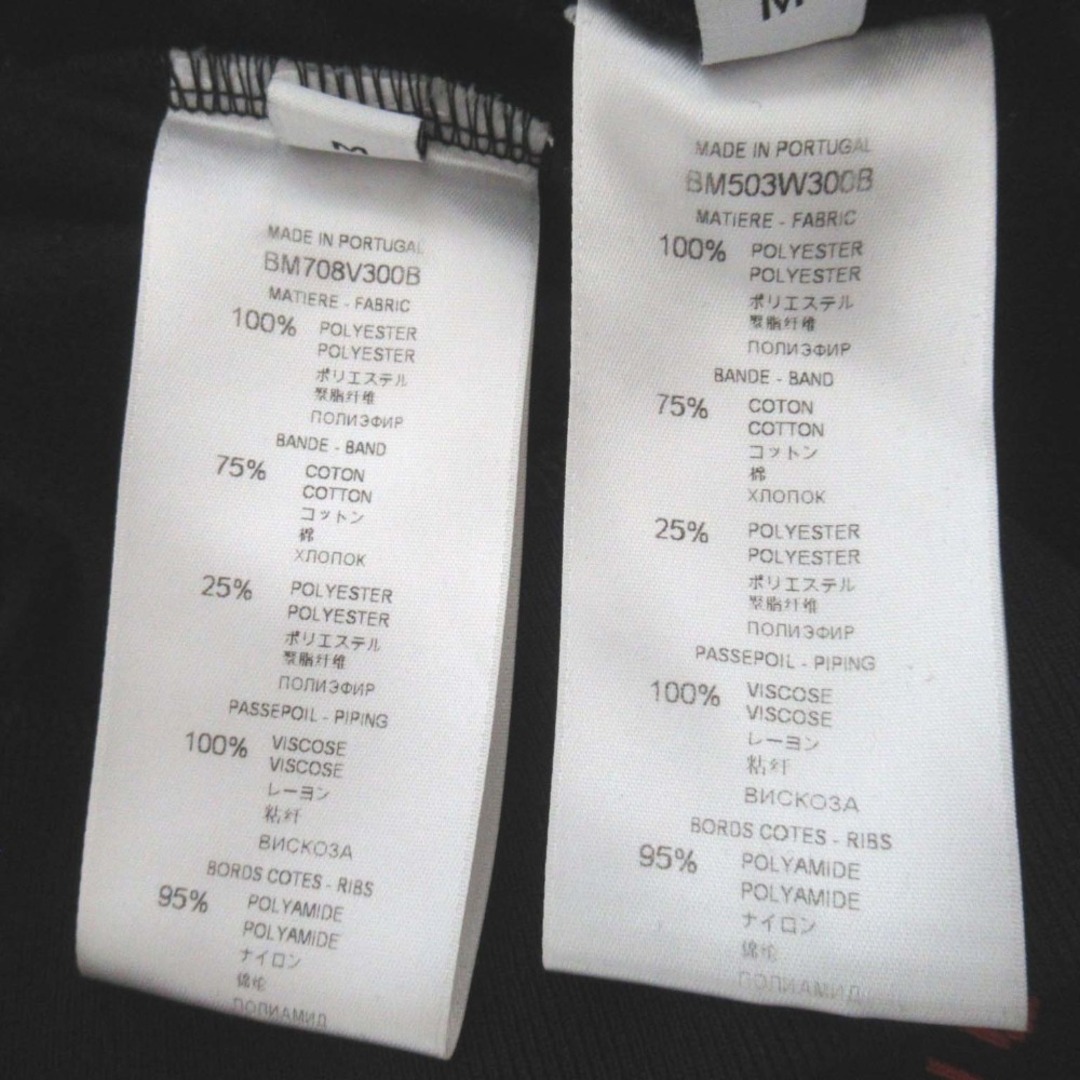 M
MADE IN PORTUGAL
BM708V300B
MATIERE - FABRIC
100% POLYESTER
POLYESTER
ポリエステル
聚脂纤维
ПОЛИЭФИР
BANDE - BAND
75% COTON
COTTON
コットン
棉
ХЛОПОК
25% POLYESTER
POLYESTER
ポリエステル
聚脂纤维
ПОЛИЭФИР
PASSEPOIL - PIPING
100% VISCOSE
VISCOSE
レーヨン
粘纤
ВИСКОЗА
BORDS COTES - RIBS
95% POLYAMIDE
POLYAMIDE
ナイロン
锦纶
ПОЛИАМИД
M
MADE IN PORTUGAL
BM503W300B
MATIERE - FABRIC
100% POLYESTER
POLYESTER
ポリエステル
聚脂纤维
ПОЛИЭФИР
BANDE - BAND
75% COTON
COTTON
コットン
棉
ХЛОПОК
25% POLYESTER
POLYESTER
ポリエステル
聚脂纤维
ПОЛИЭФИР
PASSEPOIL - PIPING
100% VISCOSE
VISCOSE
レーヨン
粘纤
ВИСКОЗА
BORDS COTES - RIBS
95% POLYAMIDE
POLYAMIDE
ナイロン
锦纶
ПОЛИАМИД